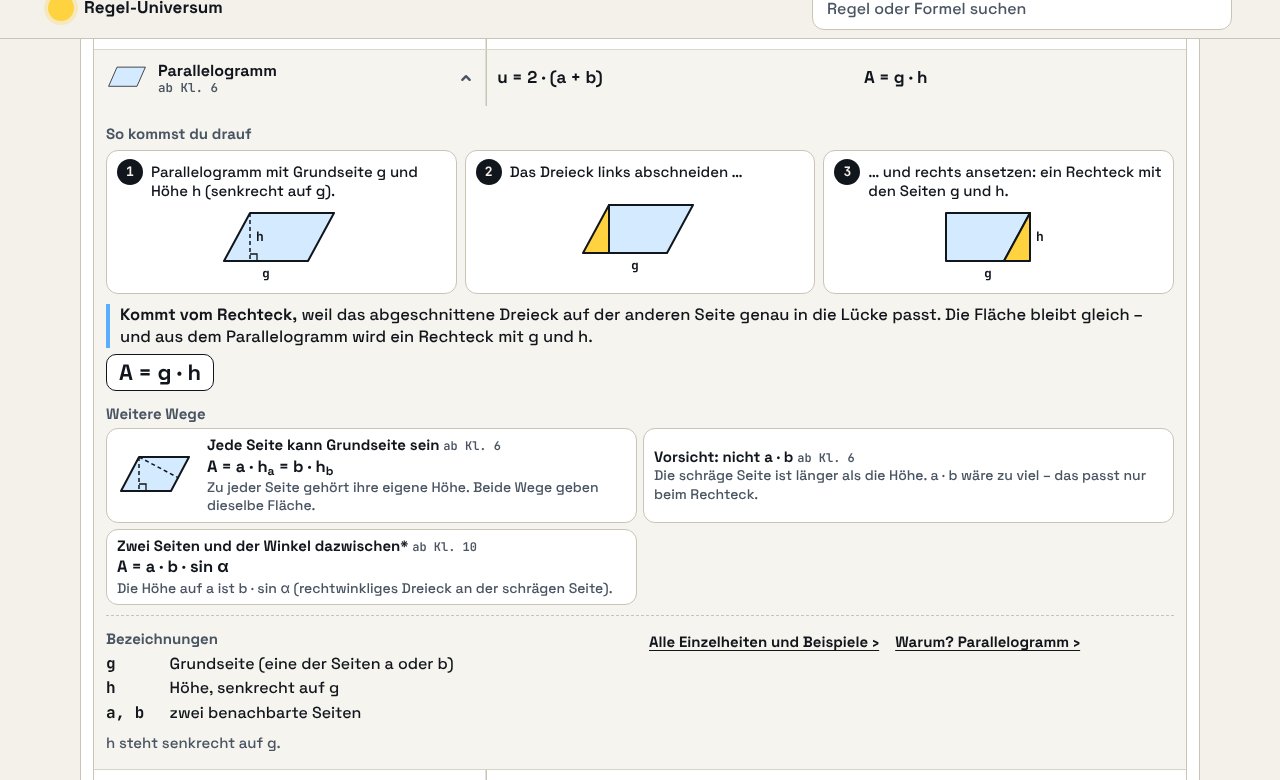 Regel-Universum
Regel oder Formel suchen
Parallelogramm
ab Kl. 6
u = 2 · (a + b)
A = g · h
So kommst du drauf
1
Parallelogramm mit Grundseite g und
Höhe h (senkrecht auf g).
h
g
2
Das Dreieck links abschneiden …
g
3
… und rechts ansetzen: ein Rechteck mit
den Seiten g und h.
h
g
Kommt vom Rechteck, weil das abgeschnittene Dreieck auf der anderen Seite genau in die Lücke passt. Die Fläche bleibt gleich –
und aus dem Parallelogramm wird ein Rechteck mit g und h.
A = g · h
Weitere Wege
Jede Seite kann Grundseite sein ab Kl. 6
A = a · hₐ = b · h_b
Zu jeder Seite gehört ihre eigene Höhe. Beide Wege geben
dieselbe Fläche.
Vorsicht: nicht a · b ab Kl. 6
Die schräge Seite ist länger als die Höhe. a · b wäre zu viel – das passt nur
beim Rechteck.
Zwei Seiten und der Winkel dazwischen* ab Kl. 10
A = a · b · sin α
Die Höhe auf a ist b · sin α (rechtwinkliges Dreieck an der schrägen Seite).
Bezeichnungen
g Grundseite (eine der Seiten a oder b)
h Höhe, senkrecht auf g
a, b zwei benachbarte Seiten
h steht senkrecht auf g.
Alle Einzelheiten und Beispiele >
Warum? Parallelogramm >